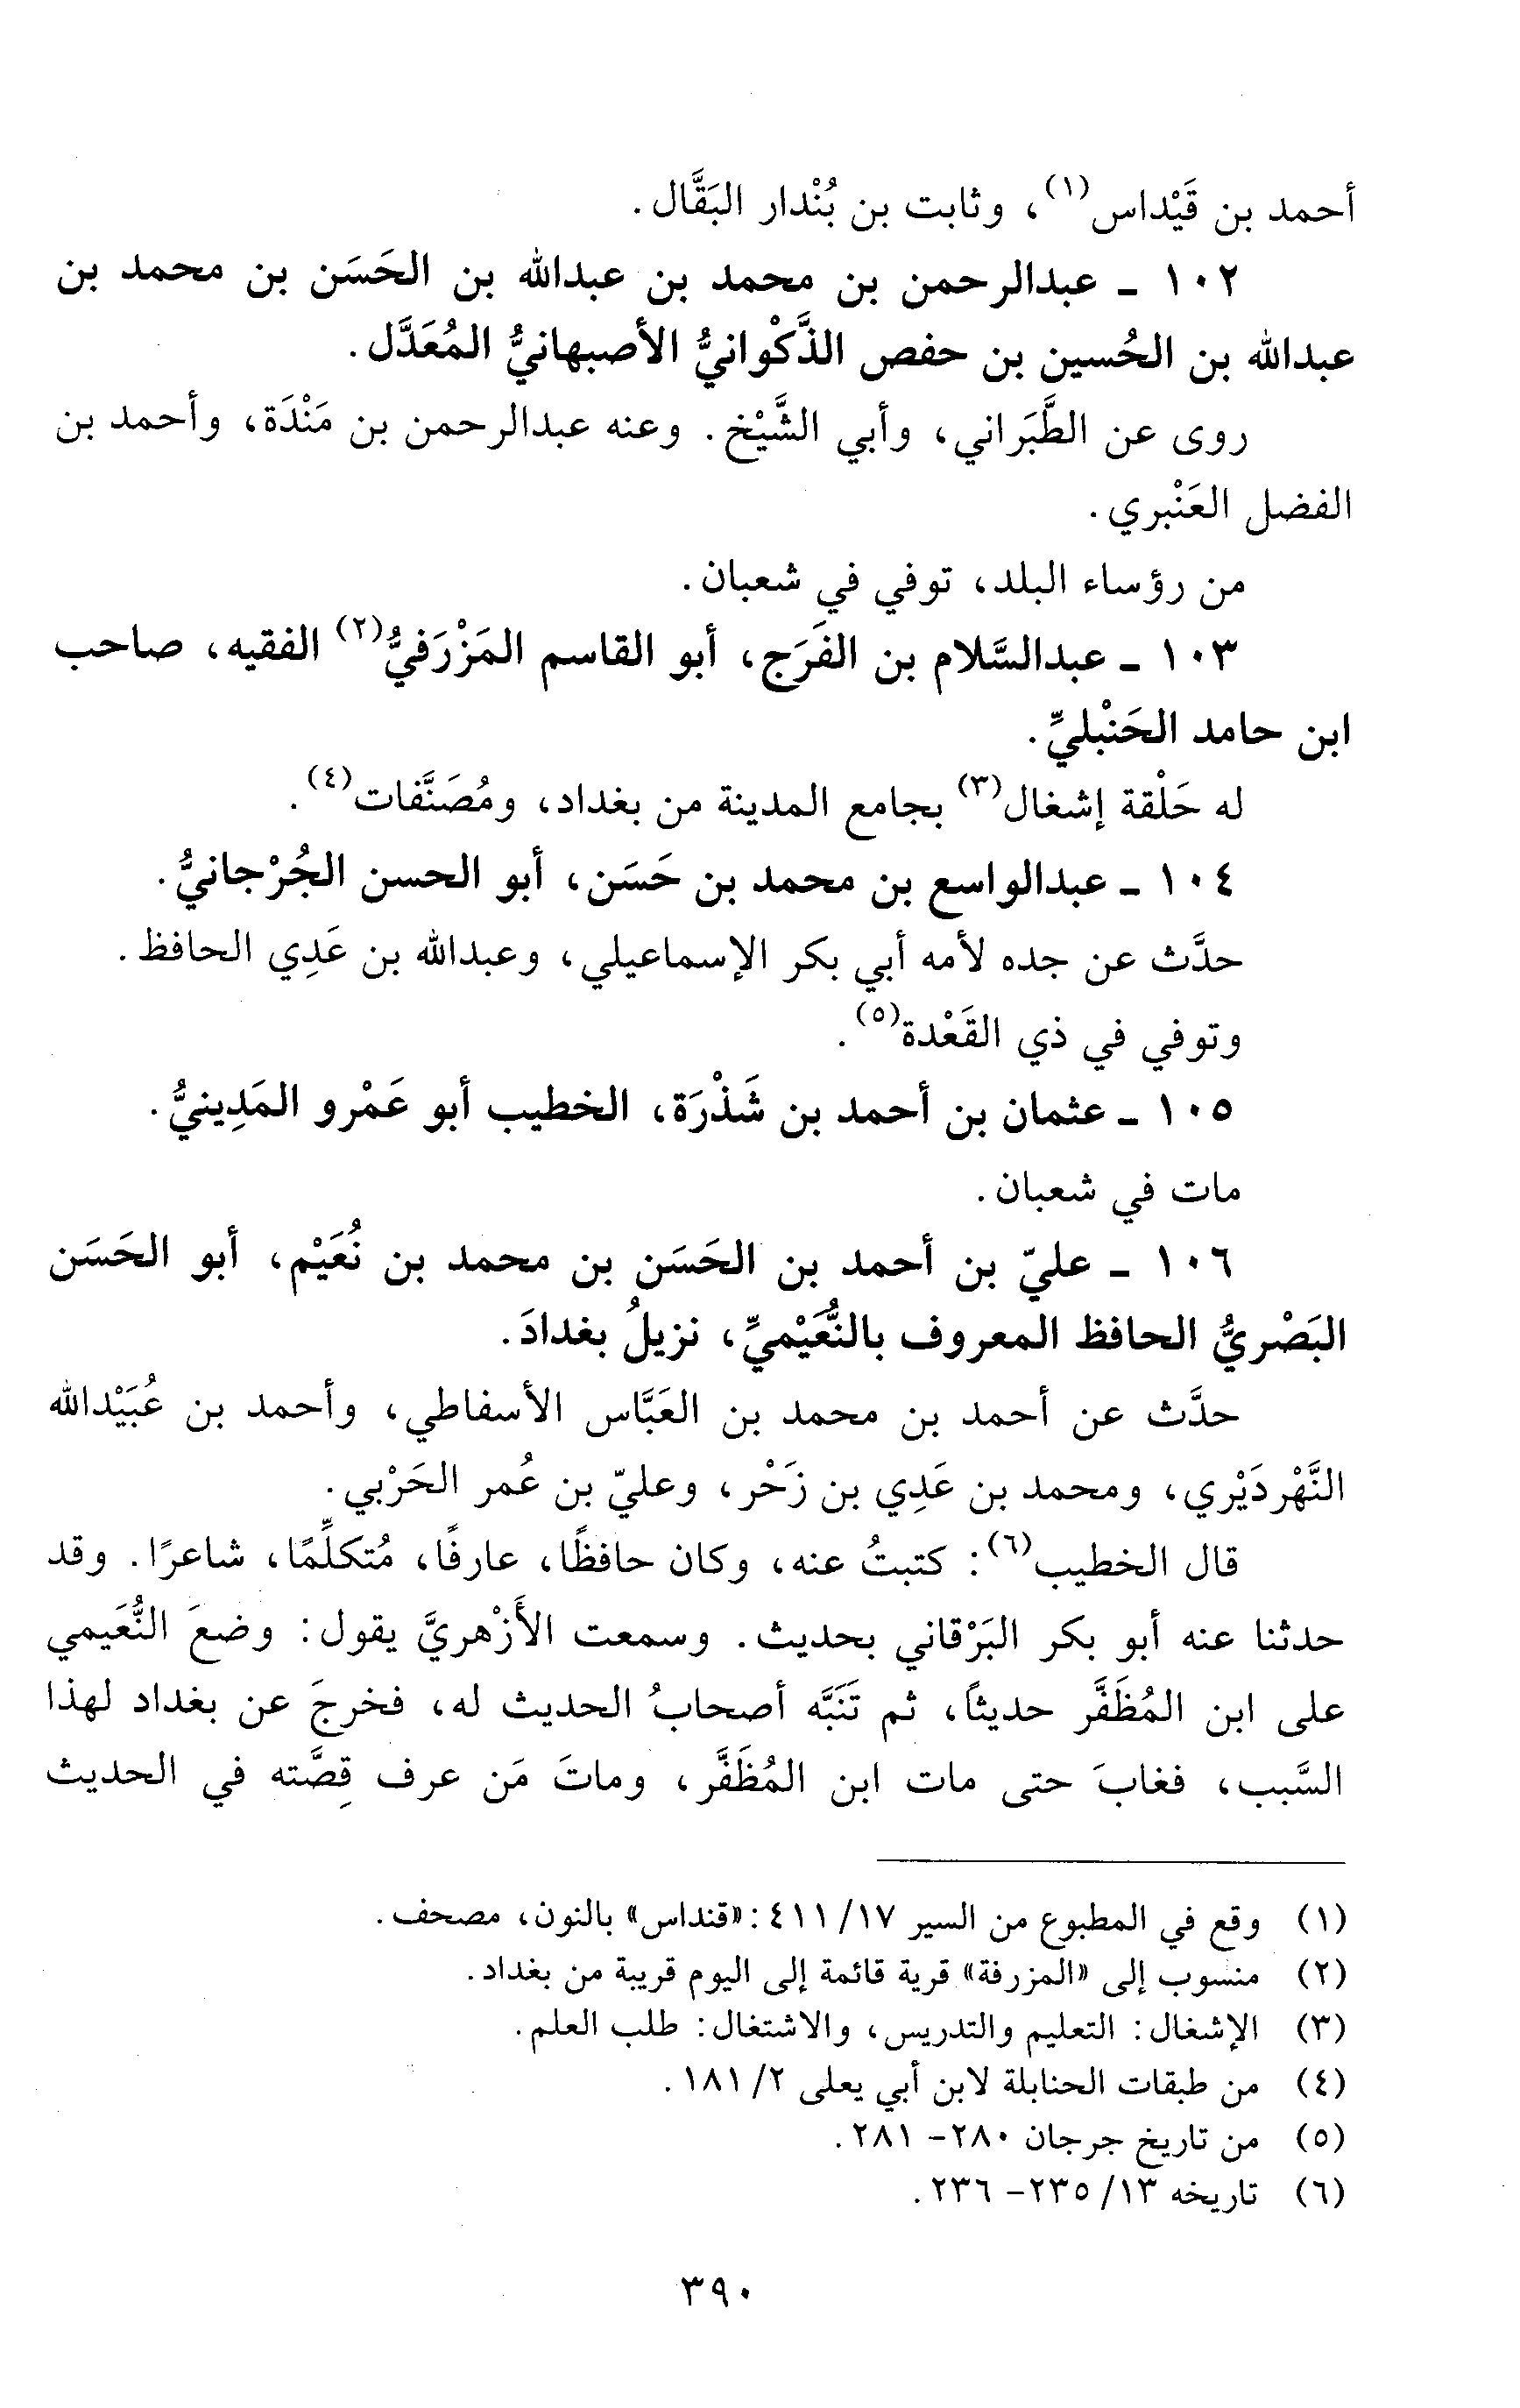 أحمد بن قَيْداس(١)، وثابت بن بُنْدار البَقَّال.
١٠٢ - عبدالرحمن بن محمد بن عبدالله بن الحَسَن بن محمد بن
عبدالله بن الحُسين بن حفص الذَّكْوانيُّ الأصبهانيُّ المُعَدَّل.
روى عن الطَّبَراني، وأبي الشَّيْخ. وعنه عبدالرحمن بن مَنْدَة، وأحمد بن
الفضل العَنْبري.
من رؤساء البلد، توفي في شعبان.
١٠٣ - عبدالسَّلام بن الفَرَج، أبو القاسم المَزْرَفيُّ(٢) الفقيه، صاحب
ابن حامد الحَنْبليِّ.
له حَلْقة إشغال(٣) بجامع المدينة من بغداد، ومُصَنَّفات(٤).
١٠٤ - عبدالواسع بن محمد بن حَسَن، أبو الحسن الجُرْجانيُّ.
حدَّث عن جده لأمه أبي بكر الإسماعيلي، وعبدالله بن عَدِي الحافظ.
وتوفي في ذي القَعْدة(٥).
١٠٥ - عثمان بن أحمد بن شَذْرَة، الخطيب أبو عَمْرو المَدِينيُّ.
مات في شعبان.
١٠٦ - عليّ بن أحمد بن الحَسَن بن محمد بن نُعَيْم، أبو الحَسَن
البَصْريُّ الحافظ المعروف بالنُّعَيْميِّ، نزيلُ بغدادَ.
حدَّث عن أحمد بن محمد بن العَبَّاس الأسفاطي، وأحمد بن عُبَيْدالله
النَّهْردَيْري، ومحمد بن عَدِي بن زَحْر، وعليّ بن عُمر الحَرْبي.
قال الخطيب(٦): كتبتُ عنه، وكان حافظًا، عارفًا، مُتكلِّمًا، شاعرًا. وقد
حدثنا عنه أبو بكر البَرْقاني بحديث. وسمعت الأَزْهريَّ يقول: وضعَ النُّعَيمي
على ابن المُظَفَّر حديثاً، ثم تَنَبَّه أصحابُ الحديث له، فخرجَ عن بغداد لهذا
السَّبب، فغابَ حتى مات ابن المُظَفَّر، وماتَ مَن عرف قِصَّته في الحديث
(١) وقع في المطبوع من السير ٤١١/١٧: «قنداس» بالنون، مصحف.
(٢) منسوب إلى «المزرفة» قرية قائمة إلى اليوم قريبة من بغداد.
(٣) الإشغال: التعليم والتدريس، والاشتغال: طلب العلم.
(٤) من طبقات الحنابلة لابن أبي يعلى ١٨١/٢.
(٥) من تاريخ جرجان ٢٨٠- ٢٨١.
(٦) تاريخه ١٣/ ٢٣٥- ٢٣٦.
٣٩٠